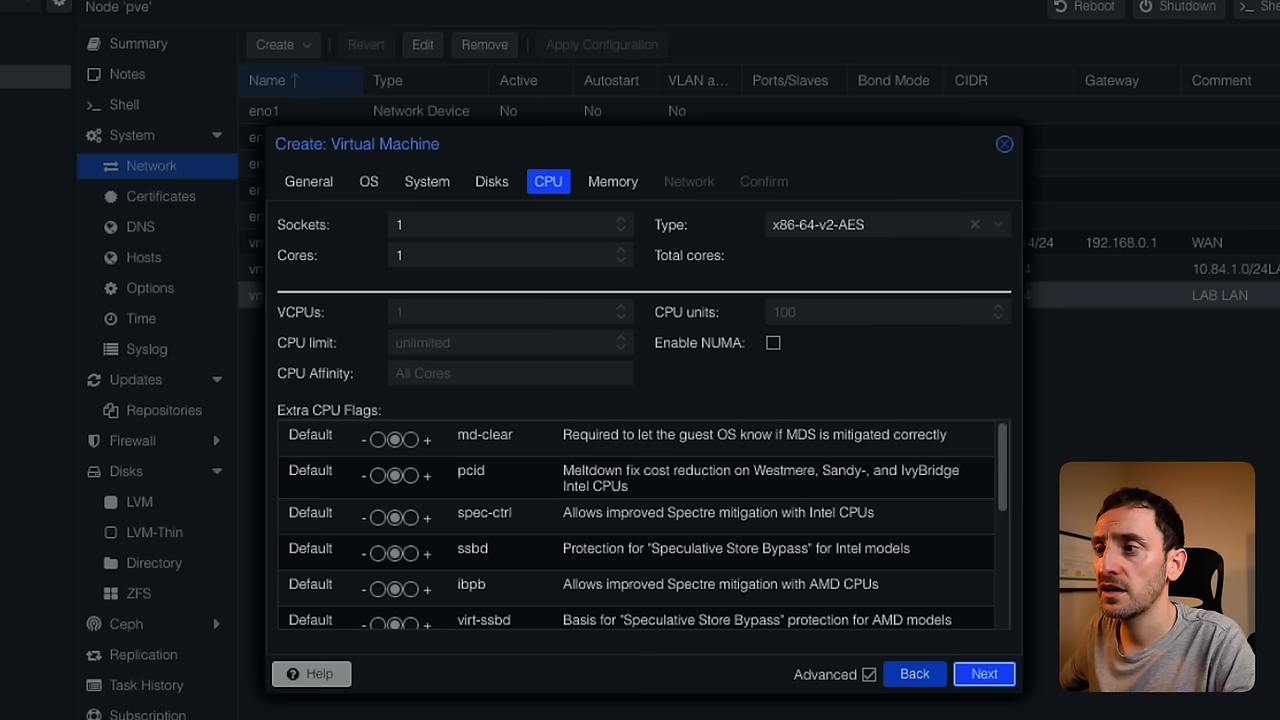 Node 'pve'
Reboot
Shutdown
Summary
Notes
Shell
System
Network
Certificates
DNS
Hosts
Options
Time
Syslog
Updates
Repositories
Firewall
Disks
LVM
LVM-Thin
Directory
ZFS
Ceph
Replication
Task History
Subscription
Create
Revert
Edit
Remove
Apply Configuration
Name Type Active Autostart VLAN a... Ports/Slaves Bond Mode CIDR Gateway Comment
eno1 Network Device No No No
4/24 192.168.0.1 WAN
10.84.1.0/24LA
LAB LAN
Create: Virtual Machine
General OS System Disks CPU Memory Network Confirm
Sockets: 1 Type: x86-64-v2-AES
Cores: 1 Total cores:
VCPUs: 1 CPU units: 100
CPU limit: unlimited Enable NUMA:
CPU Affinity: All Cores
Extra CPU Flags:
Default - + md-clear Required to let the guest OS know if MDS is mitigated correctly
Default - + pcid Meltdown fix cost reduction on Westmere, Sandy-, and IvyBridge
Intel CPUs
Default - + spec-ctrl Allows improved Spectre mitigation with Intel CPUs
Default - + ssbd Protection for "Speculative Store Bypass" for Intel models
Default - + ibpb Allows improved Spectre mitigation with AMD CPUs
Default - + virt-ssbd Basis for "Speculative Store Bypass" protection for AMD models
Help
Advanced
Back
Next